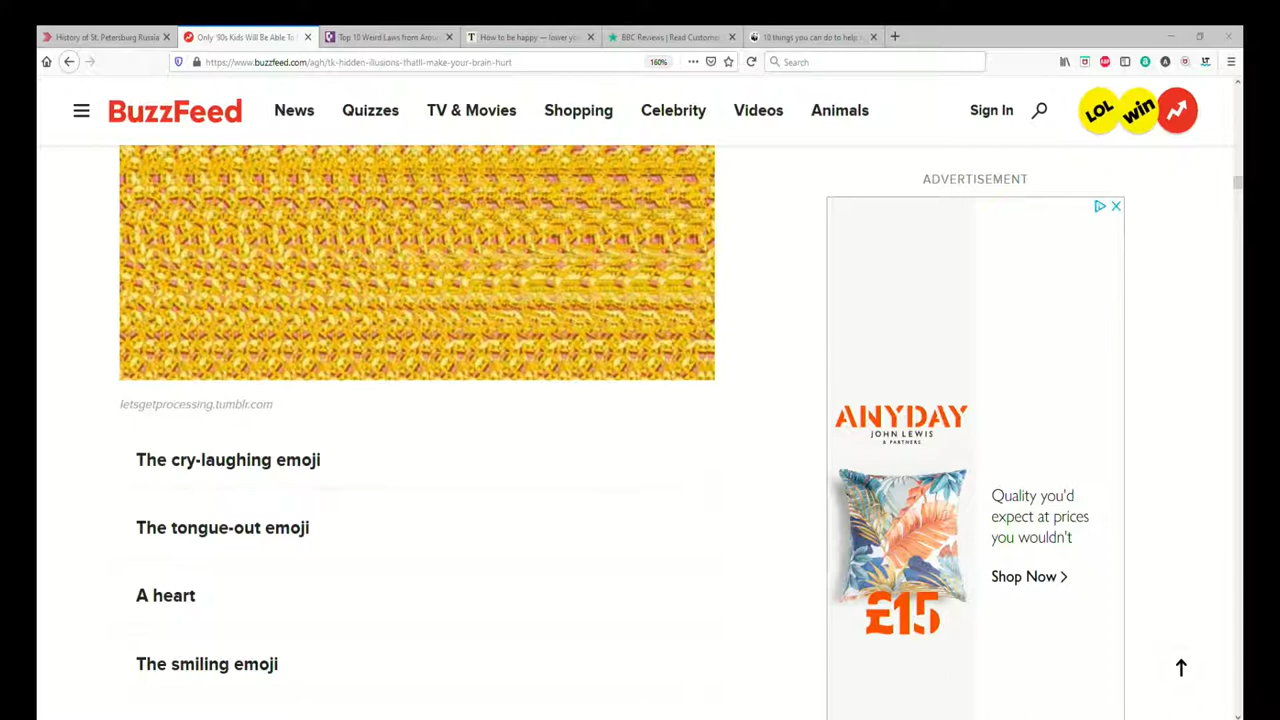 History of St. Petersburg Russia
Only '90s Kids Will Be Able To
Top 10 Weird Laws from Arou
How to be happy — lower you
BBC Reviews | Read Custome
10 things you can do to help
https://www.buzzfeed.com/agh/tk-hidden-illusions-thatll-make-your-brain-hurt
160%
Search
BuzzFeed
News
Quizzes
TV & Movies
Shopping
Celebrity
Videos
Animals
Sign In
LOL
win
ADVERTISEMENT
letsgetprocessing.tumblr.com
The cry-laughing emoji
The tongue-out emoji
A heart
The smiling emoji
ANYDAY
JOHN LEWIS
& PARTNERS
£15
Quality you'd
expect at prices
you wouldn't
Shop Now